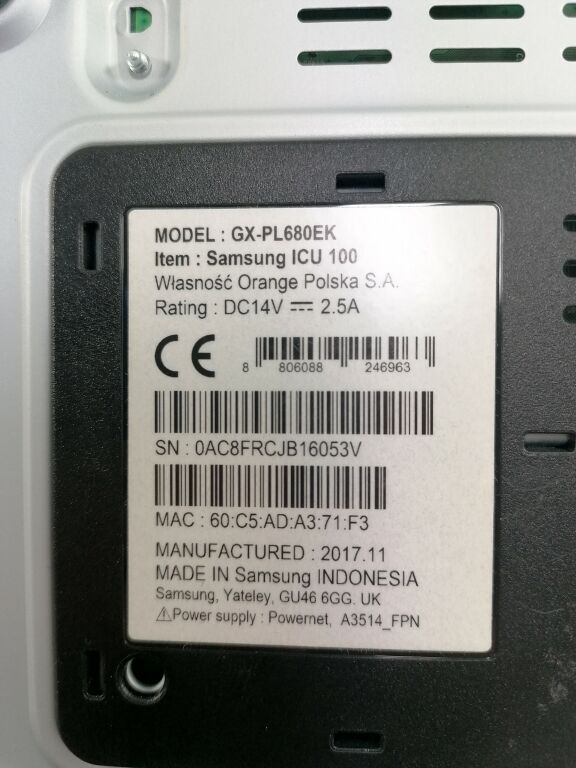 MODEL : GX-PL680EK
Item : Samsung ICU 100
Własność Orange Polska S.A.
Rating : DC14V ⎓ 2.5A
CE
8 806088 246963
SN : 0AC8FRCJB16053V
MAC : 60:C5:AD:A3:71:F3
MANUFACTURED : 2017.11
MADE IN Samsung INDONESIA
Samsung, Yateley, GU46 6GG. UK
⚠Power supply : Powernet, A3514_FPN